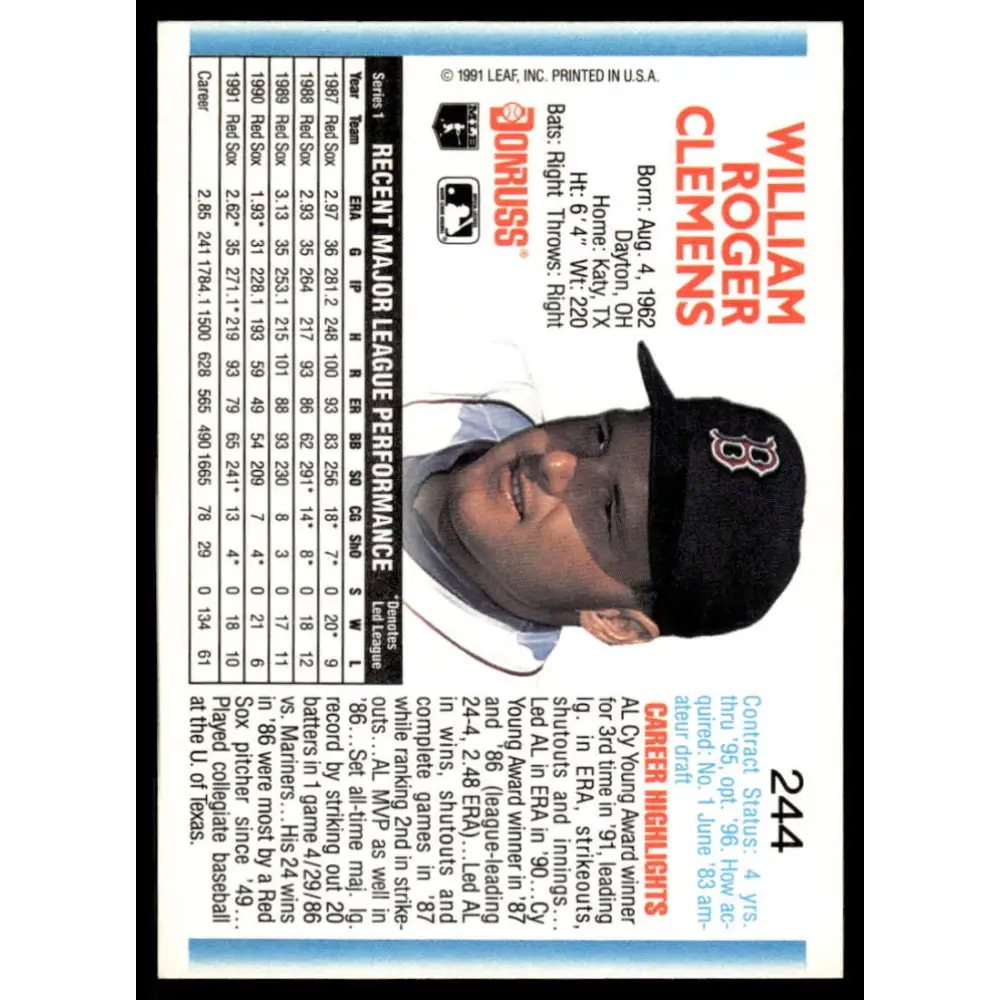 WILLIAM
ROGER
CLEMENS
Born: Aug. 4, 1962
Dayton, OH
Home: Katy, TX
Ht: 6'4" Wt: 220
Bats: Right Throws: Right
DONRUSS®
MLB
© 1991 LEAF, INC. PRINTED IN U.S.A.
244
Contract Status: 4 yrs.
thru '95, opt. '96. How ac-
quired: No. 1 June '83 am-
ateur draft
CAREER HIGHLIGHTS
AL Cy Young Award winner
for 3rd time in '91, leading
lg. in ERA, strikeouts,
shutouts and innings...
Led AL in ERA in '90...Cy
Young Award winner in '87
and '86 (league-leading
24-4, 2.48 ERA)...Led AL
in wins, shutouts and
complete games in '87
while ranking 2nd in strike-
outs...AL MVP as well in
'86...Set all-time maj. lg.
record by striking out 20
batters in 1 game 4/29/86
vs. Mariners...His 24 wins
in '86 were most by a Red
Sox pitcher since '49...
Played collegiate baseball
at the U. of Texas.
Series 1 RECENT MAJOR LEAGUE PERFORMANCE *Denotes
Led League
Year Team ERA G IP H R ER BB SO CG ShO S W L
1987 Red Sox 2.97 36 281.2 248 100 93 83 256 18* 7* 0 20* 9
1988 Red Sox 2.93 35 264 217 93 86 62 291* 14* 8* 0 18 12
1989 Red Sox 3.13 35 253.1 215 101 88 93 230 8 3 0 17 11
1990 Red Sox 1.93* 31 228.1 193 59 49 54 209 7 4* 0 21 6
1991 Red Sox 2.62* 35 271.1* 219 93 79 65 241* 13 4* 0 18 10
Career 2.85 241 1784.1 1500 628 565 490 1665 78 29 0 134 61
B